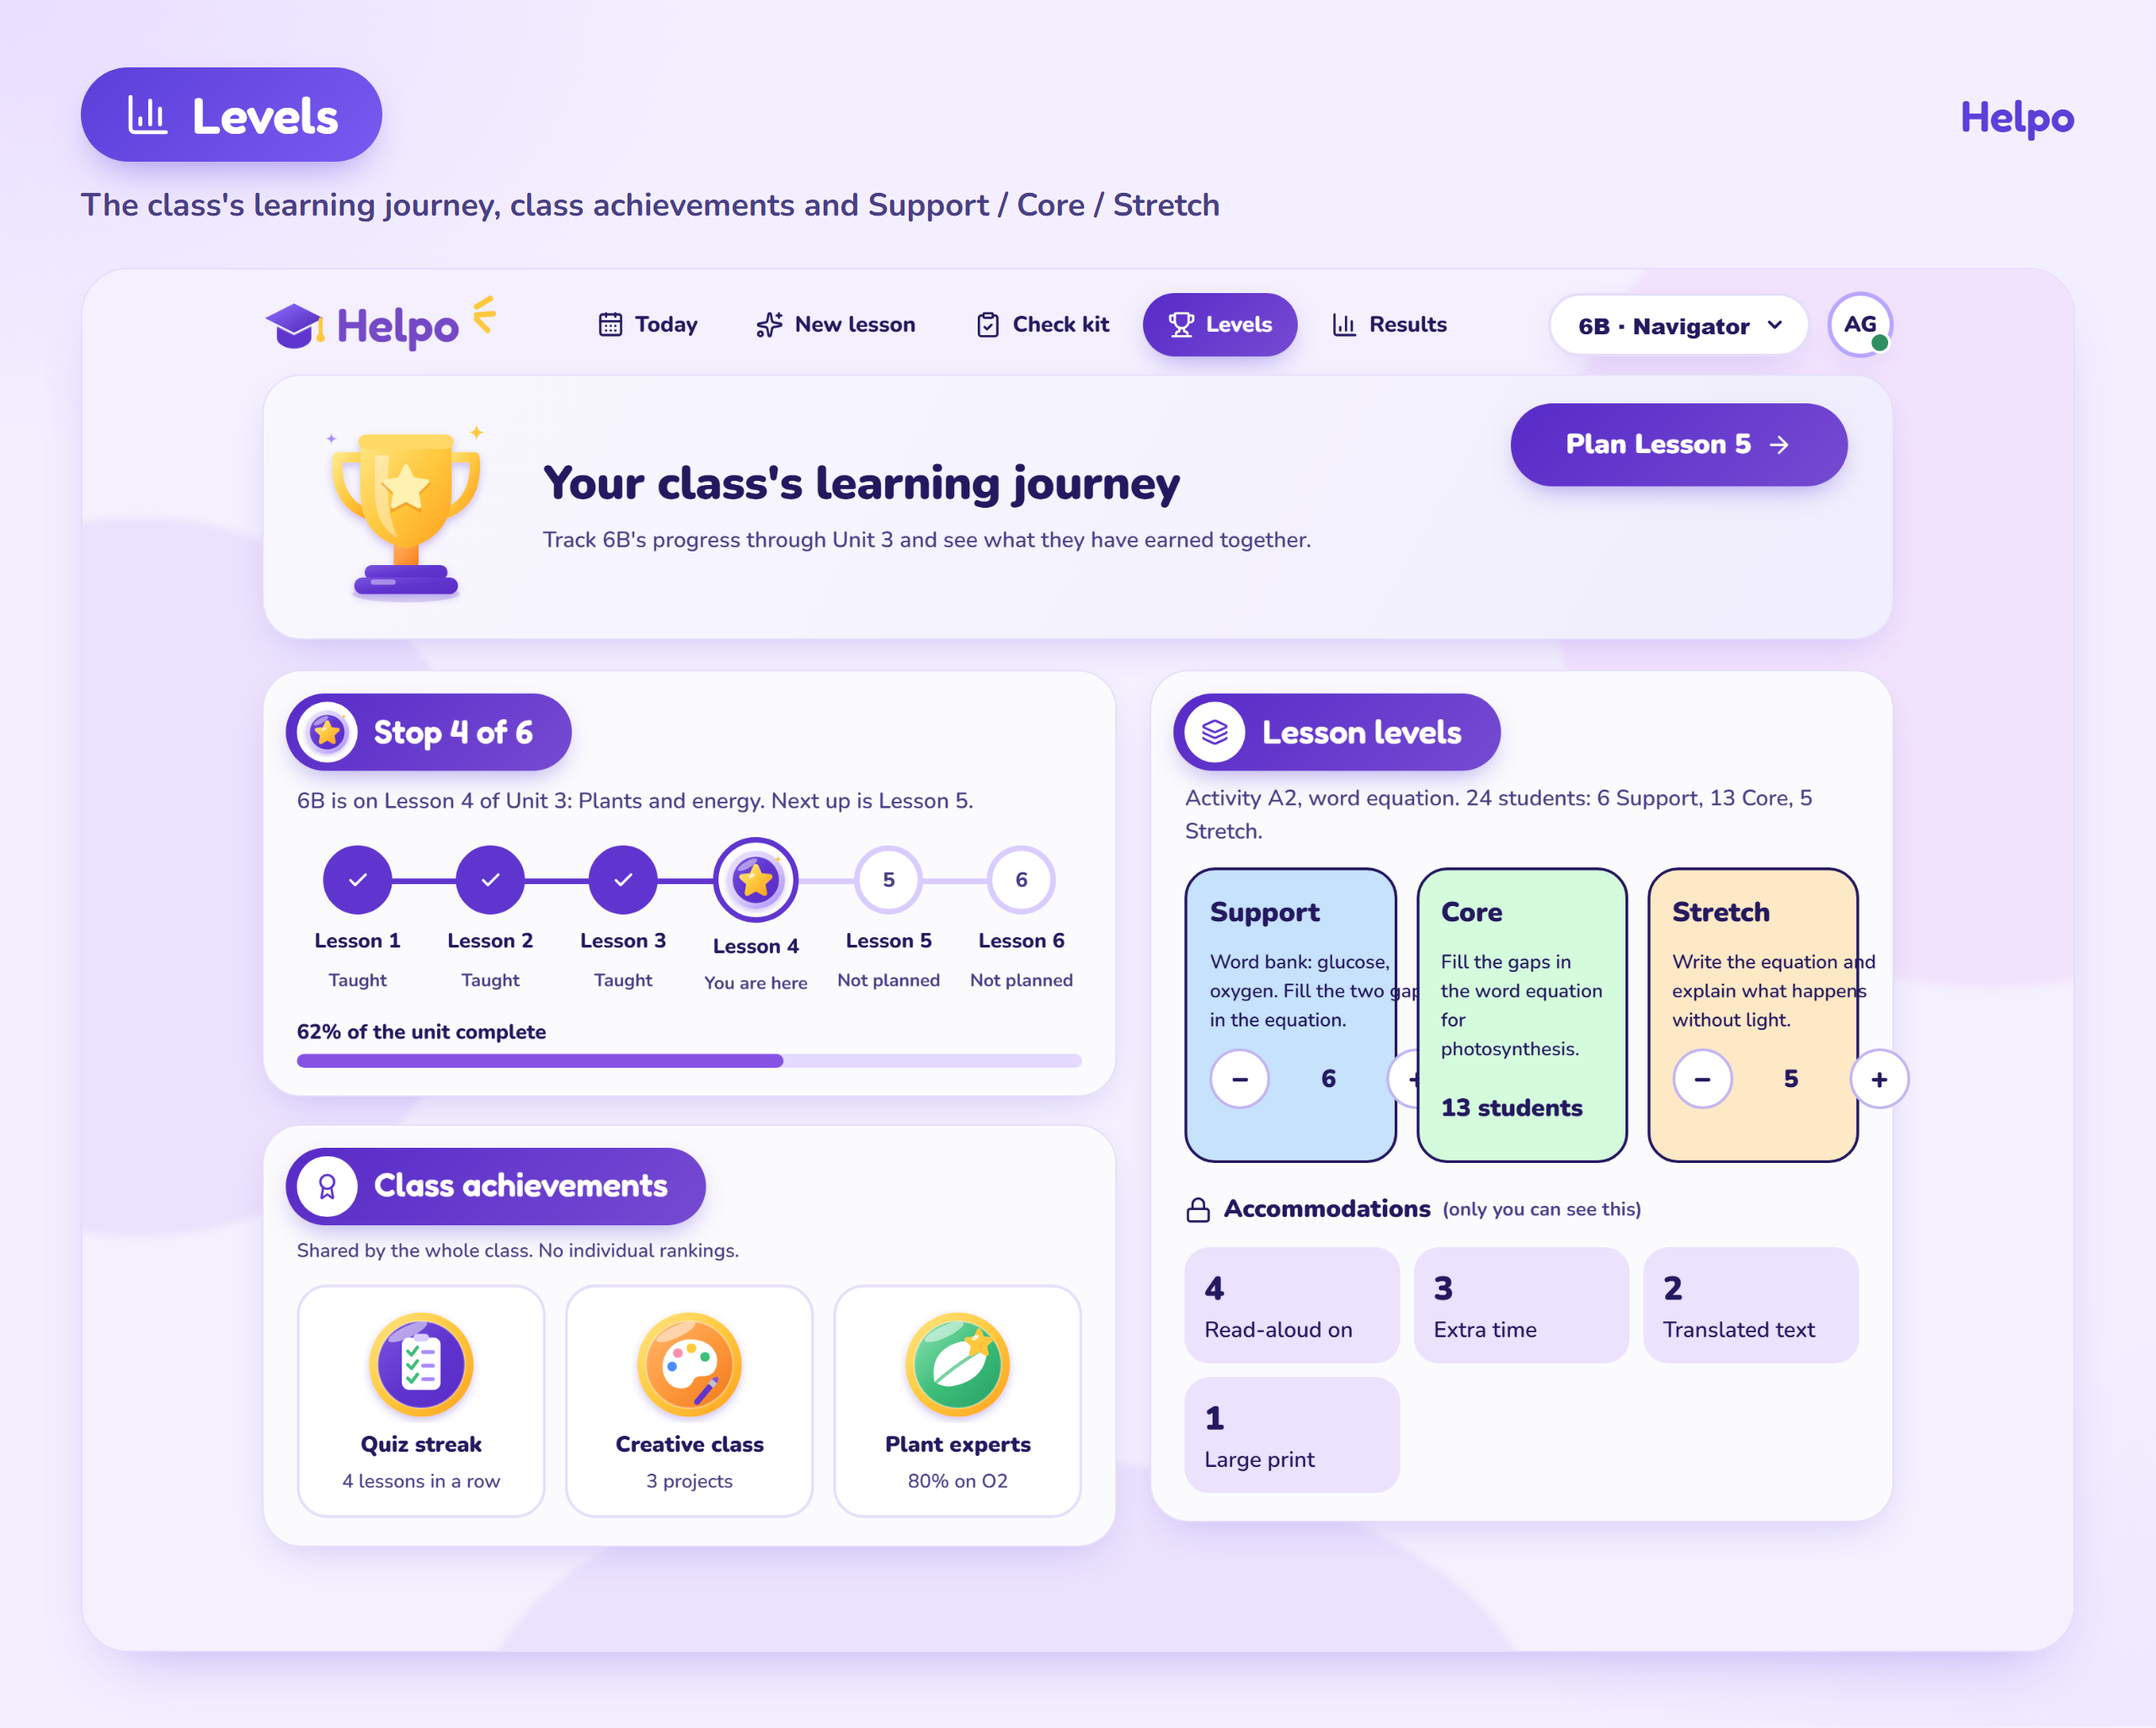 Levels
Helpo
The class's learning journey, class achievements and Support / Core / Stretch
Helpo
Today
New lesson
Check kit
Levels
Results
6B · Navigator
AG
Your class's learning journey
Track 6B's progress through Unit 3 and see what they have earned together.
Plan Lesson 5
Stop 4 of 6
6B is on Lesson 4 of Unit 3: Plants and energy. Next up is Lesson 5.
5
6
Lesson 1
Lesson 2
Lesson 3
Lesson 4
Lesson 5
Lesson 6
Taught
Taught
Taught
You are here
Not planned
Not planned
62% of the unit complete
Class achievements
Shared by the whole class. No individual rankings.
Quiz streak
4 lessons in a row
Creative class
3 projects
Plant experts
80% on O2
Lesson levels
Activity A2, word equation. 24 students: 6 Support, 13 Core, 5
Stretch.
Support
Word bank: glucose,
oxygen. Fill the two gap
in the equation.
− 6 +
Core
Fill the gaps in
the word equation
for
photosynthesis.
13 students
Stretch
Write the equation and
explain what happens
without light.
− 5 +
Accommodations (only you can see this)
4
Read-aloud on
3
Extra time
2
Translated text
1
Large print